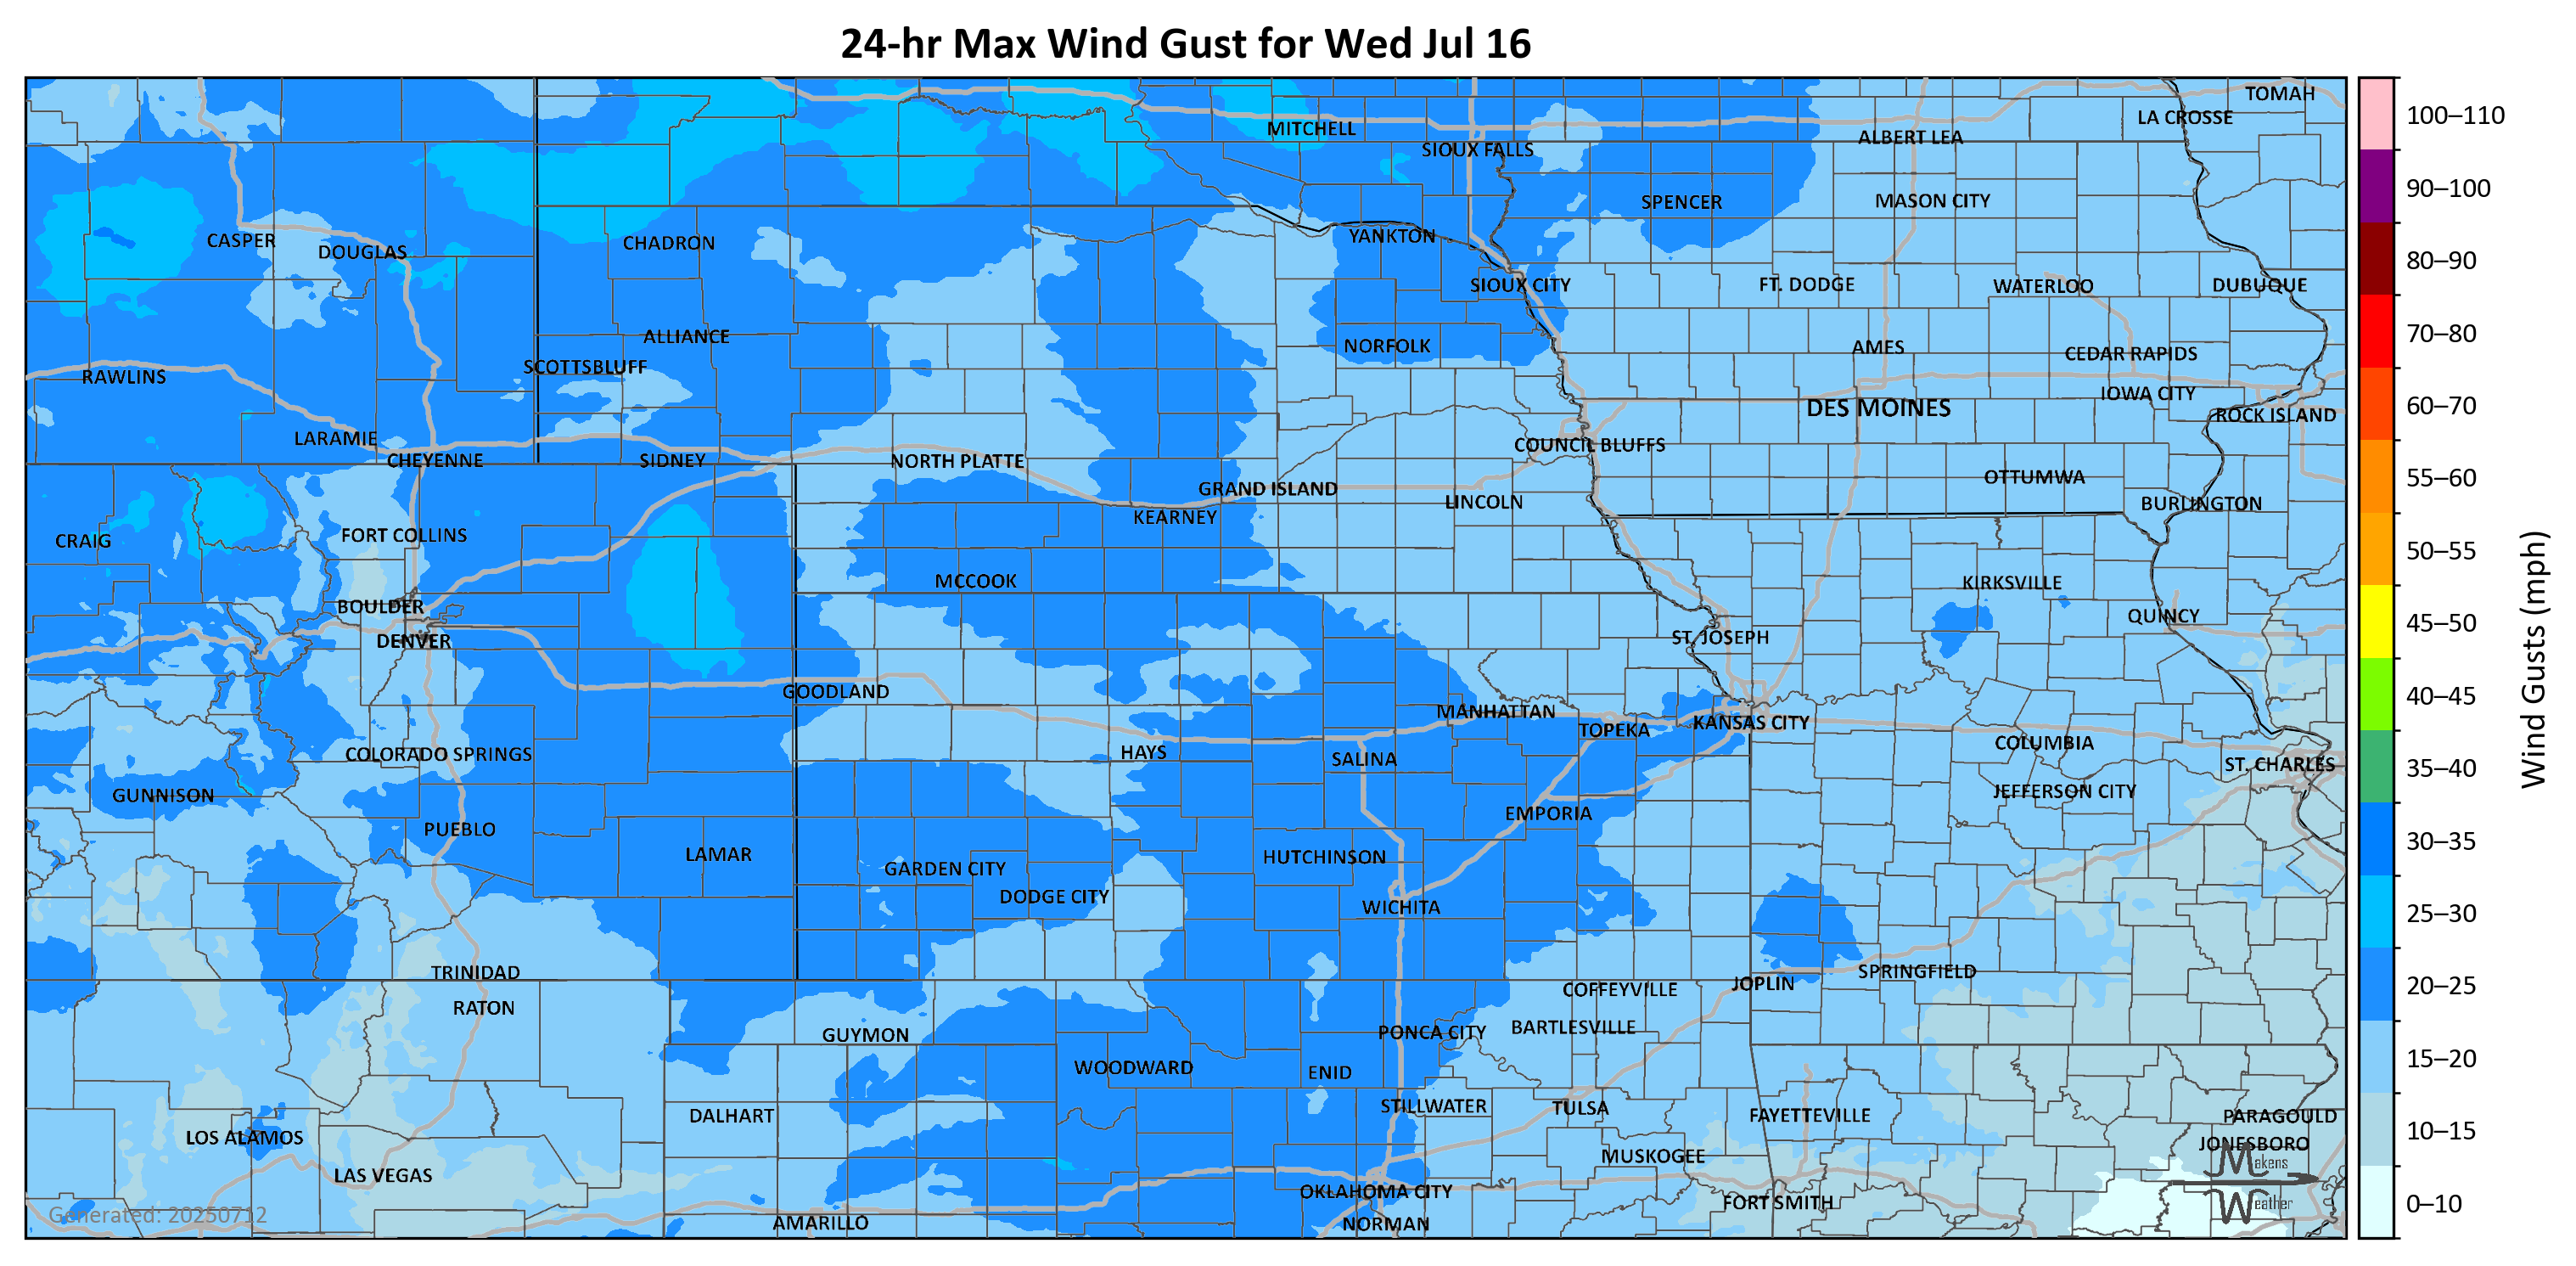 24-hr Max Wind Gust for Wed Jul 16
TOMAH
LA CROSSE
MITCHELL
ALBERT LEA
SIOUX FALLS
SPENCER
MASON CITY
CASPER
DOUGLAS
CHADRON
YANKTON
SIOUX CITY
FT. DODGE
WATERLOO
DUBUQUE
ALLIANCE
NORFOLK
AMES
CEDAR RAPIDS
SCOTTSBLUFF
RAWLINS
IOWA CITY
DES MOINES
ROCK ISLAND
LARAMIE
COUNCIL BLUFFS
CHEYENNE
SIDNEY
NORTH PLATTE
OTTUMWA
GRAND ISLAND
LINCOLN
BURLINGTON
KEARNEY
FORT COLLINS
CRAIG
MCCOOK
KIRKSVILLE
BOULDER
QUINCY
DENVER
ST. JOSEPH
GOODLAND
MANHATTAN
TOPEKA
KANSAS CITY
COLUMBIA
COLORADO SPRINGS
HAYS
SALINA
ST. CHARLES
GUNNISON
JEFFERSON CITY
EMPORIA
PUEBLO
LAMAR
HUTCHINSON
GARDEN CITY
DODGE CITY
WICHITA
TRINIDAD
SPRINGFIELD
JOPLIN
COFFEYVILLE
RATON
BARTLESVILLE
GUYMON
PONCA CITY
WOODWARD
ENID
STILLWATER
TULSA
DALHART
FAYETTEVILLE
PARAGOULD
LOS ALAMOS
JONESBORO
MUSKOGEE
LAS VEGAS
OKLAHOMA CITY
FORT SMITH
AMARILLO
NORMAN
Generated: 20250712
Makens
Weather
100–110
90–100
80–90
70–80
60–70
55–60
50–55
45–50
40–45
35–40
30–35
25–30
20–25
15–20
10–15
0–10
Wind Gusts (mph)